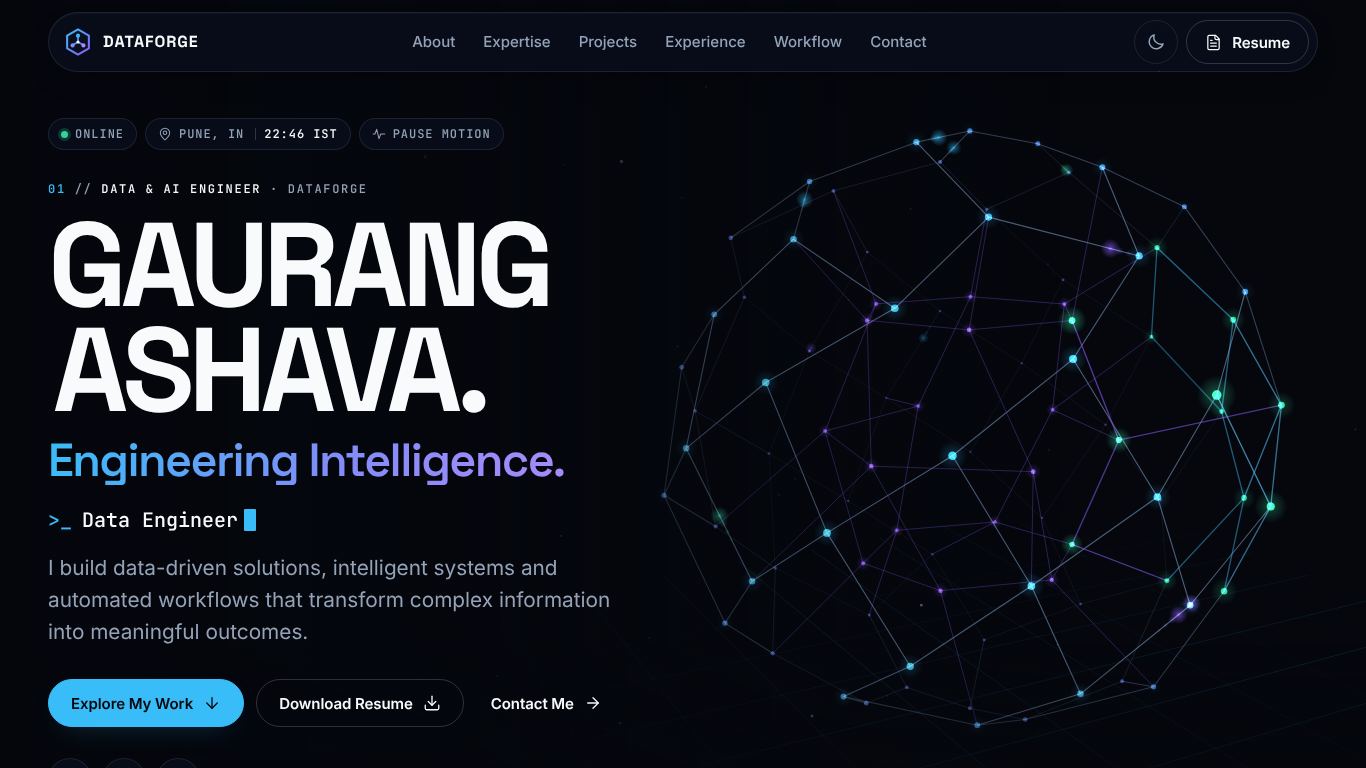 DATAFORGE
About Expertise Projects Experience Workflow Contact
Resume
ONLINE
PUNE, IN | 22:46 IST
PAUSE MOTION
01 // DATA & AI ENGINEER · DATAFORGE
GAURANG
ASHAVA.
Engineering Intelligence.
>_ Data Engineer
I build data-driven solutions, intelligent systems and
automated workflows that transform complex information
into meaningful outcomes.
Explore My Work ↓
Download Resume
Contact Me →